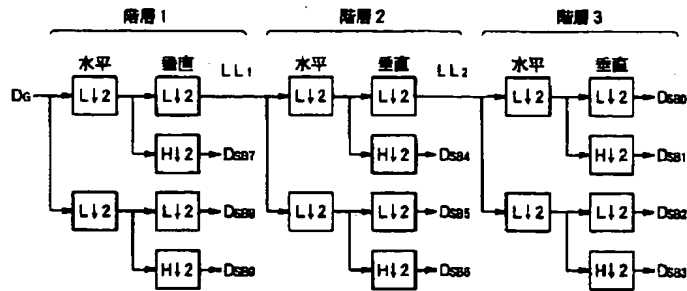 階層1 階層2 階層3
水平 垂直 LL1 水平 垂直 LL2 水平 垂直
DG L↓2 L↓2 L↓2 L↓2 L↓2 L↓2 DSB0
H↓2 DSB7 H↓2 DSB4 H↓2 DSB1
L↓2 L↓2 DSB9 L↓2 L↓2 DSB5 L↓2 L↓2 DSB2
H↓2 DSB9 H↓2 DSB6 H↓2 DSB3